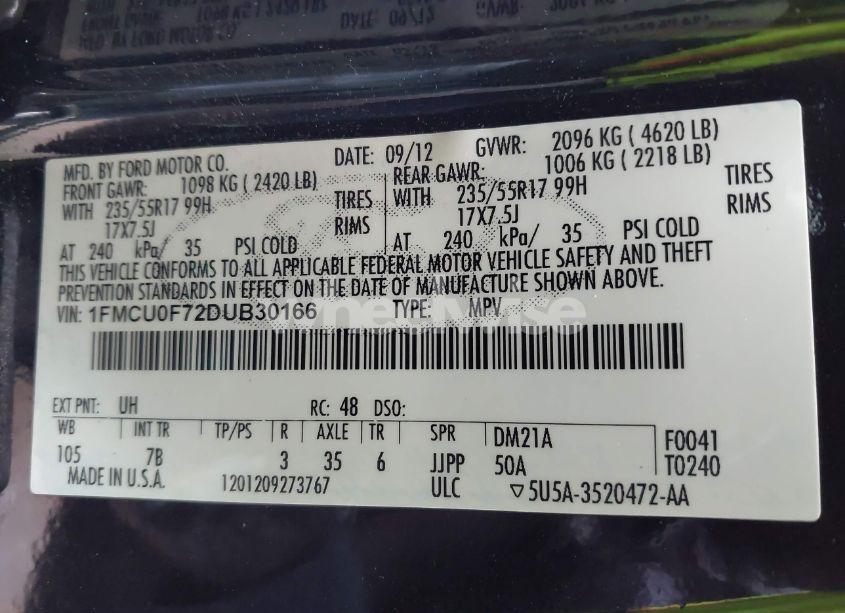 MFD. BY FORD MOTOR CO. DATE: 09/12 GVWR: 2096 KG ( 4620 LB)
FRONT GAWR: 1098 KG ( 2420 LB) REAR GAWR: 1006 KG ( 2218 LB)
WITH 235/55R17 99H TIRES WITH 235/55R17 99H TIRES
17X7.5J RIMS 17X7.5J RIMS
AT 240 kPa/ 35 PSI COLD AT 240 kPa/ 35 PSI COLD
THIS VEHICLE CONFORMS TO ALL APPLICABLE FEDERAL MOTOR VEHICLE SAFETY AND THEFT
PREVENTION STANDARDS IN EFFECT ON THE DATE OF MANUFACTURE SHOWN ABOVE.
VIN: 1FMCU0F72DUB30166 TYPE: MPV
EXT PNT: UH RC: 48 DSO:
WB INT TR TP/PS R AXLE TR SPR DM21A F0041
105 7B 3 35 6 JJPP 50A T0240
MADE IN U.S.A. 1201209273767 ULC ▽5U5A-3520472-AA